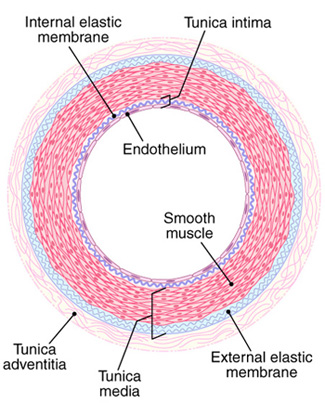 Internal elastic
membrane
Tunica intima
Endothelium
Smooth
muscle
Tunica
adventitia
Tunica
media
External elastic
membrane